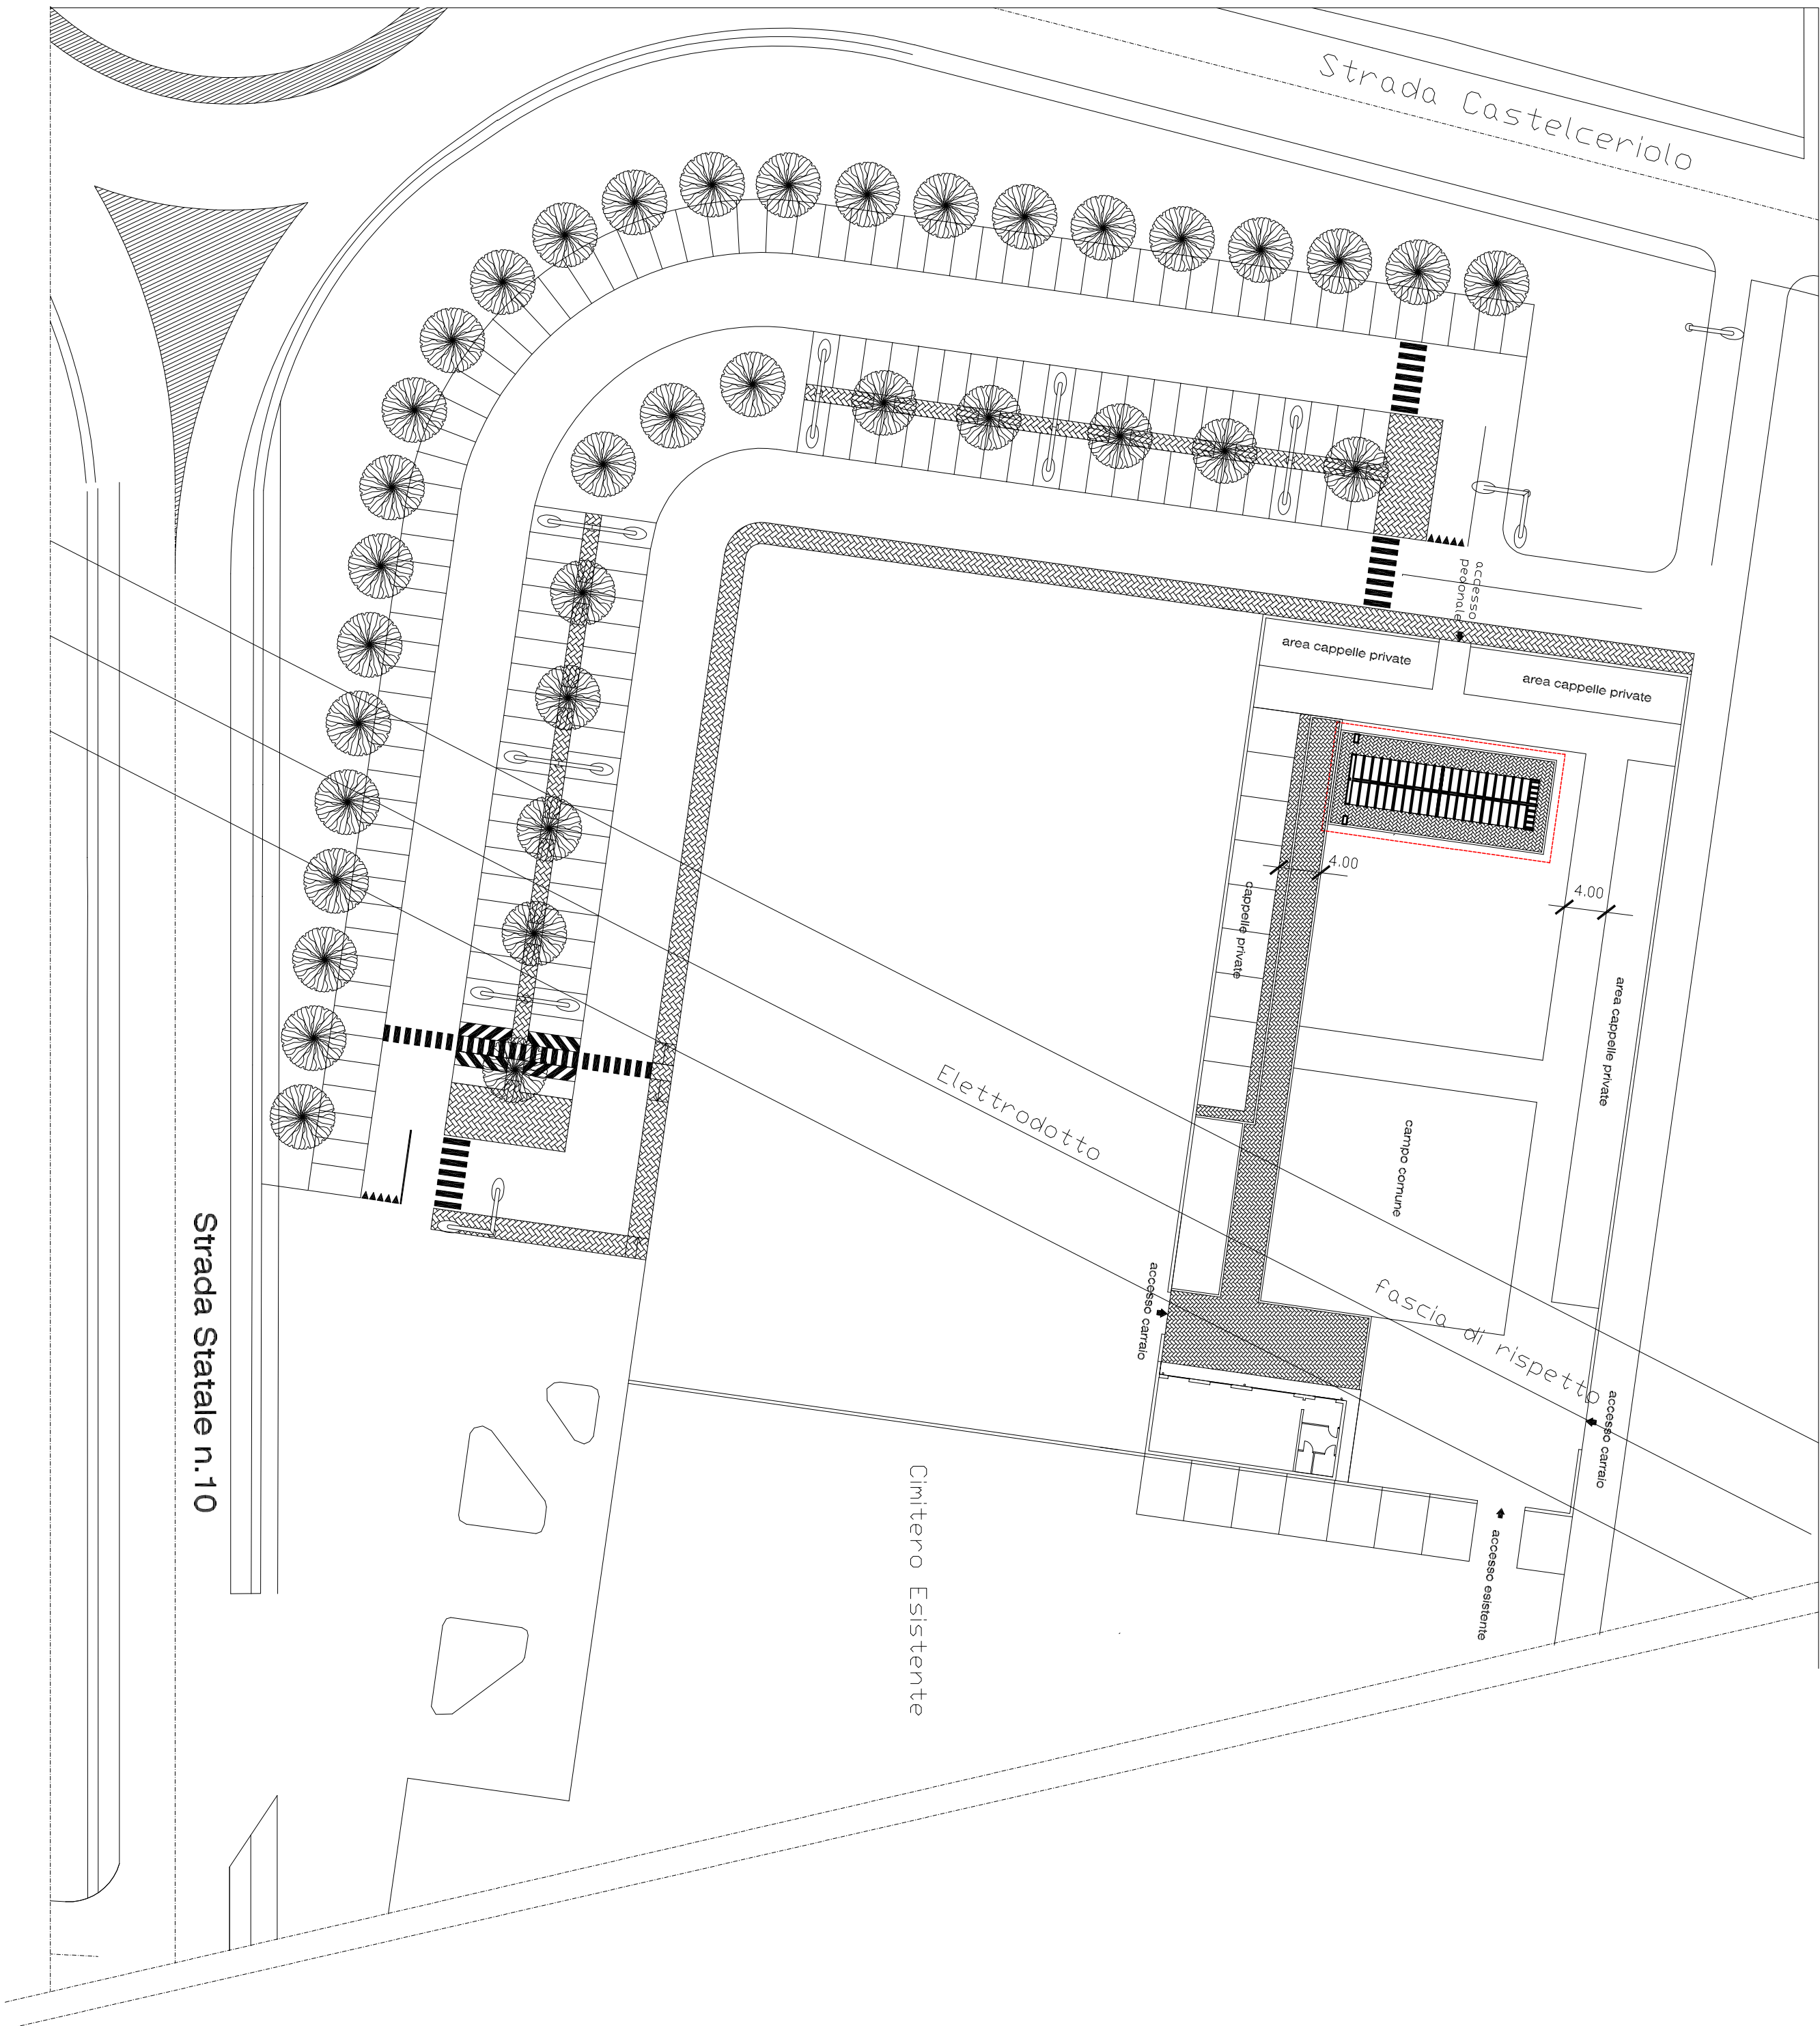 Strada Castelceriolo
accesso
pedonale
area cappelle private
area cappelle private
4.00
4.00
cappelle private
area cappelle private
campo comune
Elettrodotto
fascia di rispetto
accesso carraio
accesso carraio
accesso esistente
Strada Statale n.10
Cimitero Esistente